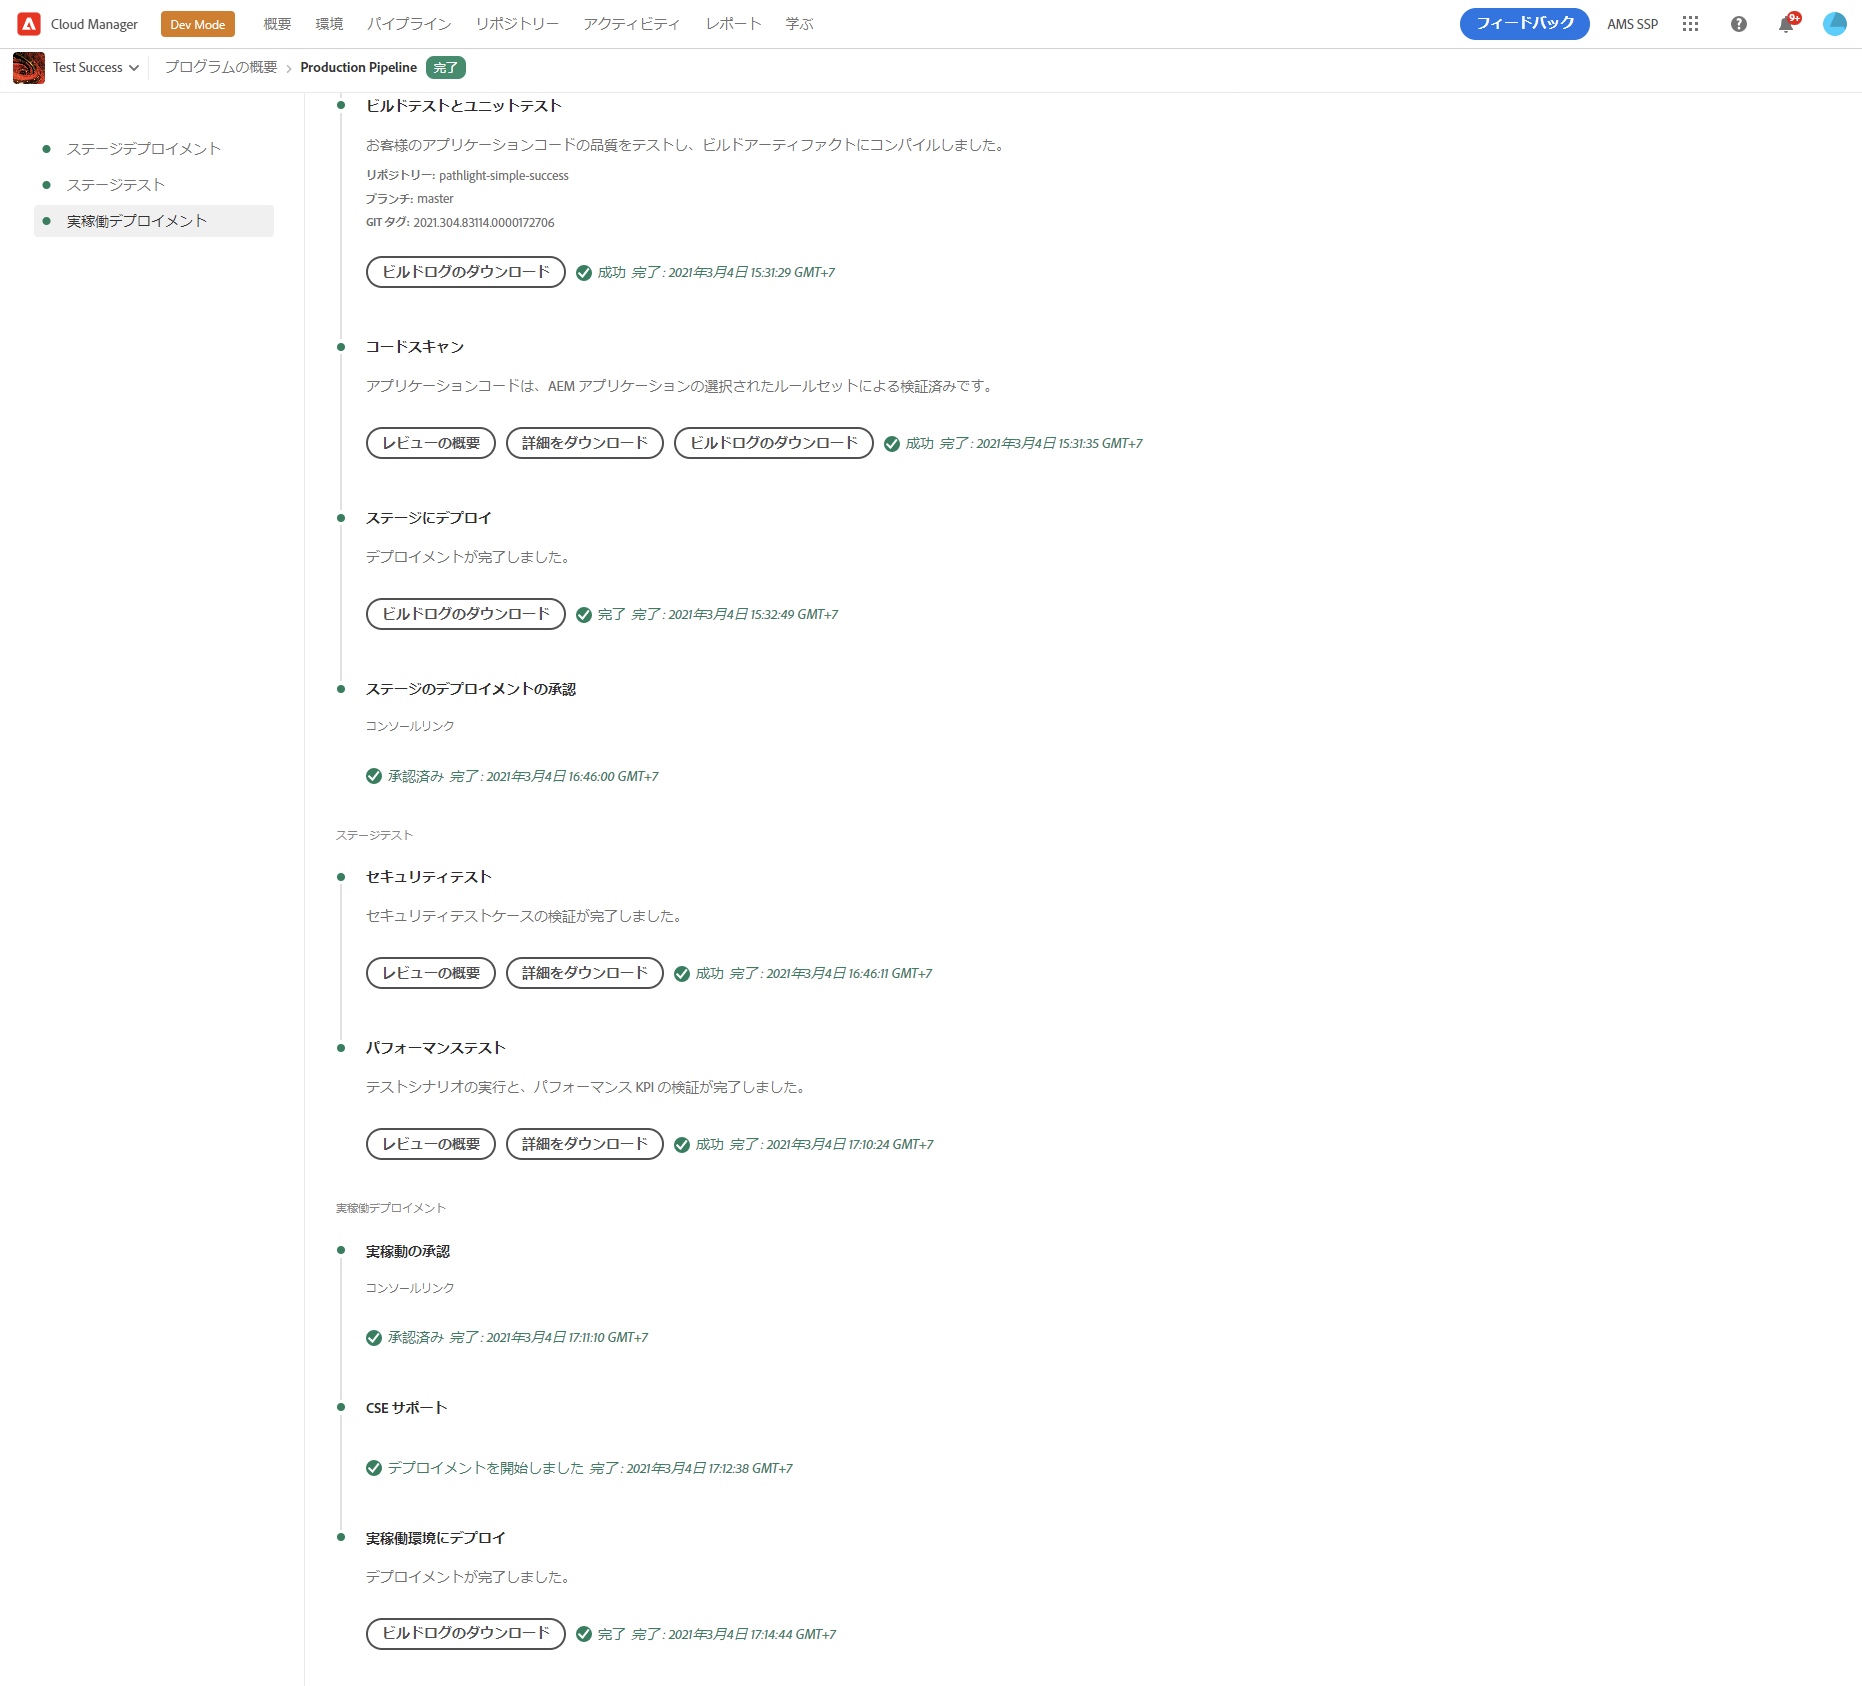 Cloud Manager Dev Mode 概要 環境 パイプライン リポジトリー アクティビティ レポート 学ぶ フィードバック AMS SSP 9+
Test Success プログラムの概要 › Production Pipeline 完了
ステージデプロイメント
ステージテスト
実稼働デプロイメント
ビルドテストとユニットテスト
お客様のアプリケーションコードの品質をテストし、ビルドアーティファクトにコンパイルしました。
リポジトリー: pathlight-simple-success
ブランチ: master
GIT タグ: 2021.304.83114.0000172706
ビルドログのダウンロード 成功 完了: 2021年3月4日 15:31:29 GMT+7
コードスキャン
アプリケーションコードは、AEM アプリケーションの選択されたルールセットによる検証済みです。
レビューの概要 詳細をダウンロード ビルドログのダウンロード 成功 完了: 2021年3月4日 15:31:35 GMT+7
ステージにデプロイ
デプロイメントが完了しました。
ビルドログのダウンロード 完了 完了: 2021年3月4日 15:32:49 GMT+7
ステージのデプロイメントの承認
コンソールリンク
承認済み 完了: 2021年3月4日 16:46:00 GMT+7
ステージテスト
セキュリティテスト
セキュリティテストケースの検証が完了しました。
レビューの概要 詳細をダウンロード 成功 完了: 2021年3月4日 16:46:11 GMT+7
パフォーマンステスト
テストシナリオの実行と、パフォーマンス KPI の検証が完了しました。
レビューの概要 詳細をダウンロード 成功 完了: 2021年3月4日 17:10:24 GMT+7
実稼働デプロイメント
実稼動の承認
コンソールリンク
承認済み 完了: 2021年3月4日 17:11:10 GMT+7
CSE サポート
デプロイメントを開始しました 完了: 2021年3月4日 17:12:38 GMT+7
実稼働環境にデプロイ
デプロイメントが完了しました。
ビルドログのダウンロード 完了 完了: 2021年3月4日 17:14:44 GMT+7